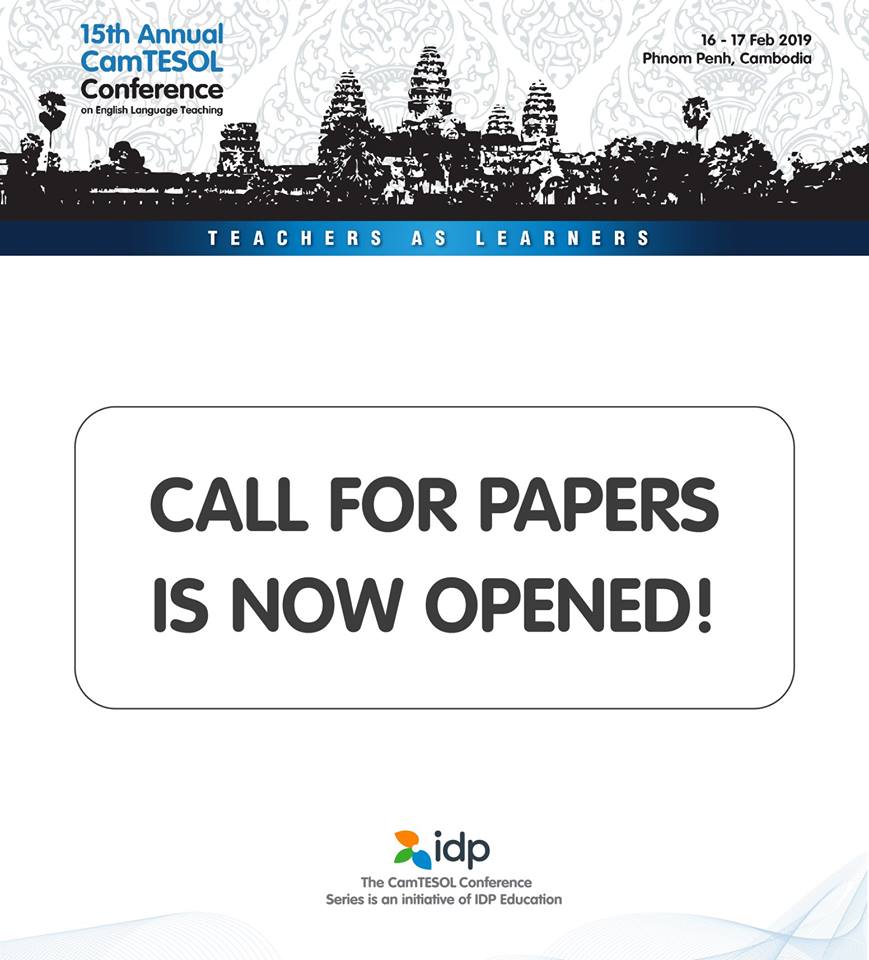 15th Annual
CamTESOL
Conference
on English Language Teaching
16 - 17 Feb 2019
Phnom Penh, Cambodia
TEACHERS AS LEARNERS
CALL FOR PAPERS
IS NOW OPENED!
idp
The CamTESOL Conference
Series is an initiative of IDP Education